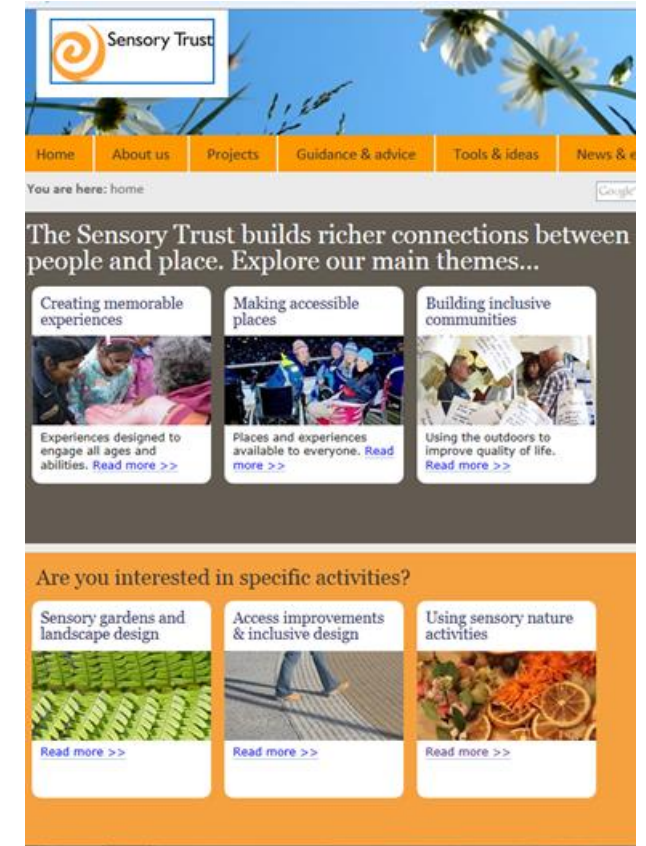 Sensory Trust
Home About us Projects Guidance & advice Tools & ideas News & e
You are here: home
Google
The Sensory Trust builds richer connections between
people and place. Explore our main themes...
Creating memorable
experiences
Experiences designed to
engage all ages and
abilities. Read more >>
Making accessible
places
Places and experiences
available to everyone. Read
more >>
Building inclusive
communities
Using the outdoors to
improve quality of life.
Read more >>
Are you interested in specific activities?
Sensory gardens and
landscape design
Read more >>
Access improvements
& inclusive design
Read more >>
Using sensory nature
activities
Read more >>